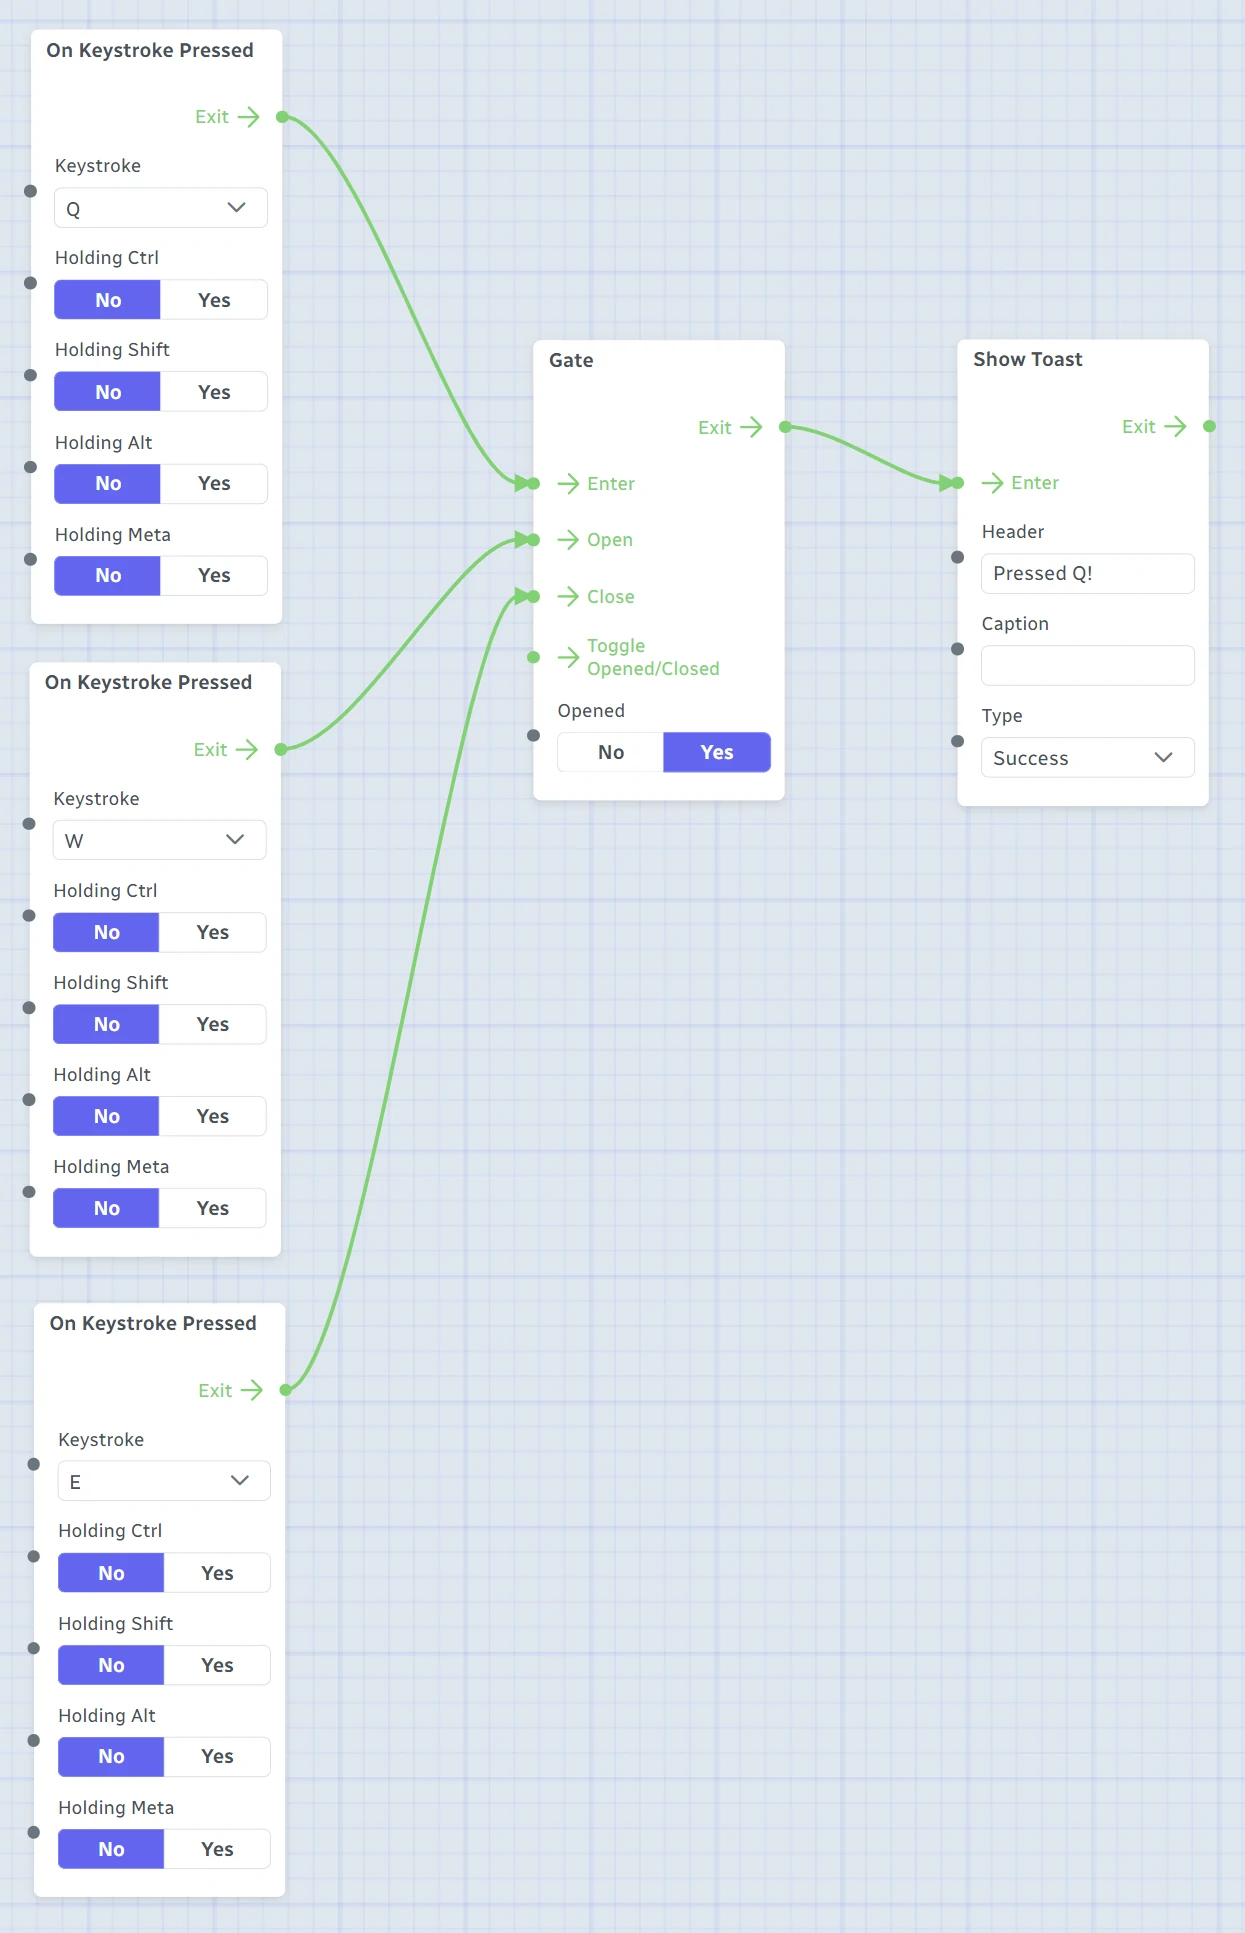 On Keystroke Pressed
Exit
Keystroke
Q
Holding Ctrl
No Yes
Holding Shift
No Yes
Holding Alt
No Yes
Holding Meta
No Yes
On Keystroke Pressed
Exit
Keystroke
W
Holding Ctrl
No Yes
Holding Shift
No Yes
Holding Alt
No Yes
Holding Meta
No Yes
On Keystroke Pressed
Exit
Keystroke
E
Holding Ctrl
No Yes
Holding Shift
No Yes
Holding Alt
No Yes
Holding Meta
No Yes
Gate
Exit
Enter
Open
Close
Toggle
Opened/Closed
Opened
No Yes
Show Toast
Exit
Enter
Header
Pressed Q!
Caption
Type
Success